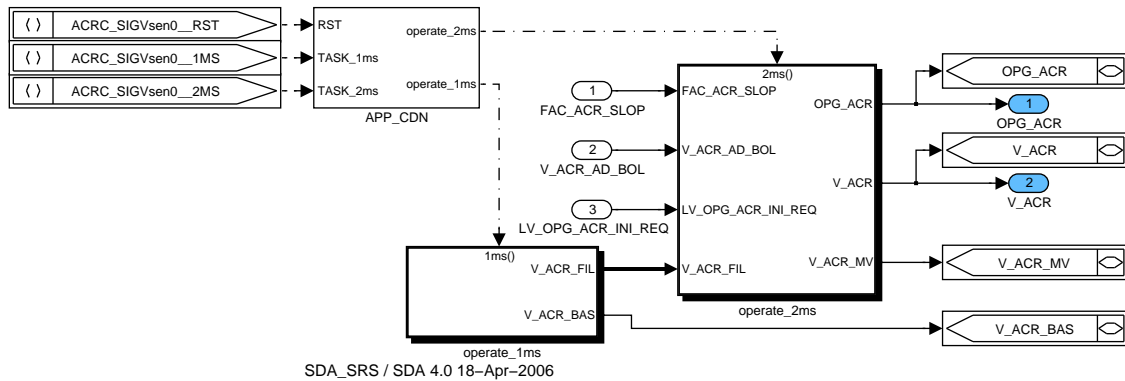 ( ) ACRC_SIGVsen0__RST
( ) ACRC_SIGVsen0__1MS
( ) ACRC_SIGVsen0__2MS
RST
TASK_1ms
TASK_2ms
operate_2ms
operate_1ms
APP_CDN
1
FAC_ACR_SLOP
2
V_ACR_AD_BOL
3
LV_OPG_ACR_INI_REQ
2ms()
FAC_ACR_SLOP
V_ACR_AD_BOL
LV_OPG_ACR_INI_REQ
V_ACR_FIL
OPG_ACR
V_ACR
V_ACR_MV
operate_2ms
OPG_ACR
1
OPG_ACR
V_ACR
2
V_ACR
V_ACR_MV
V_ACR_BAS
1ms()
V_ACR_FIL
V_ACR_BAS
operate_1ms
SDA_SRS / SDA 4.0 18−Apr−2006